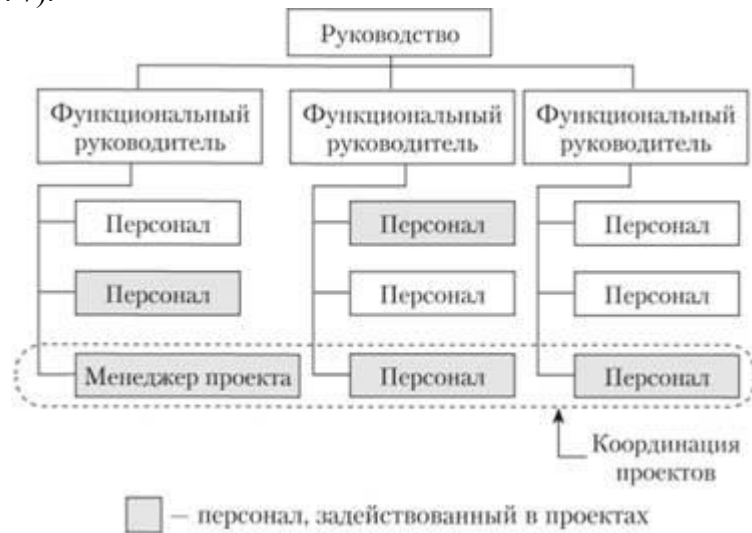 Руководство
Функциональный
руководитель
Функциональный
руководитель
Функциональный
руководитель
Персонал
Персонал
Персонал
Персонал
Персонал
Персонал
Менеджер проекта
Персонал
Персонал
Координация
проектов
— персонал, задействованный в проектах